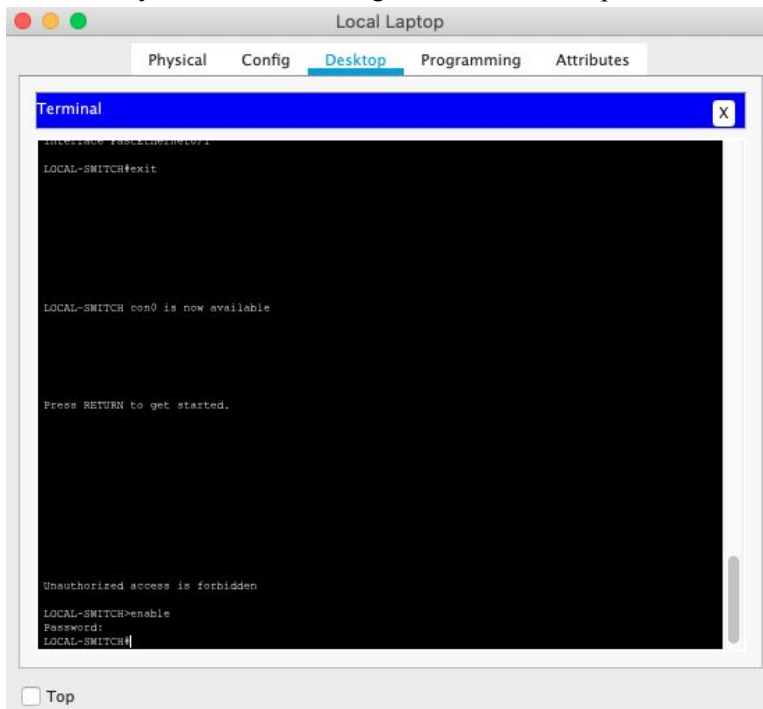 Local Laptop
Physical Config Desktop Programming Attributes
Terminal
X
LOCAL-SWITCH#exit
LOCAL-SWITCH con0 is now available
Press RETURN to get started.
Unauthorized access is forbidden
LOCAL-SWITCH>enable
Password:
LOCAL-SWITCH#
Top